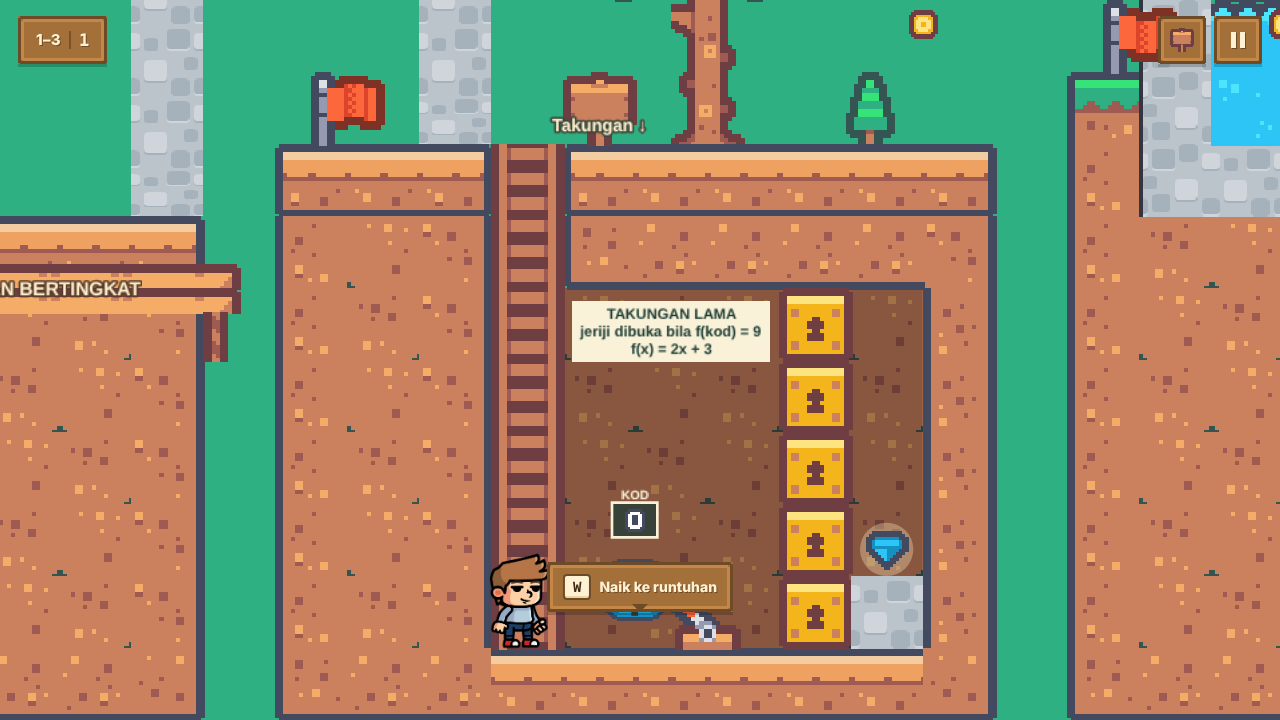 1-3 | 1
Takungan ↓
N BERTINGKAT
TAKUNGAN LAMA
jeriji dibuka bila f(kod) = 9
f(x) = 2x + 3
KOD
0
W Naik ke runtuhan